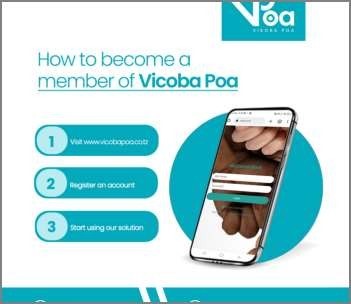 Poa
VICOBA POA
How to become a
member of Vicoba Poa
1
Visit www.vicobapoa.co.tz
2
Register an account
3
Start using our solution